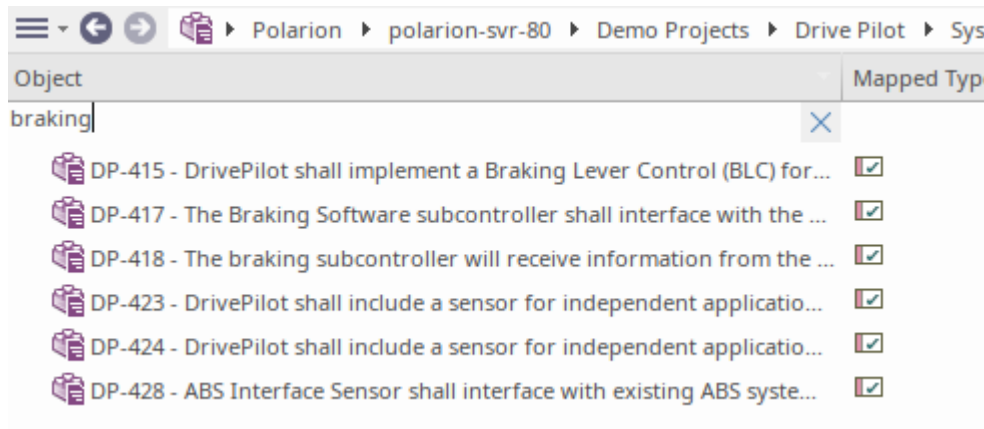 Polarion polarion-svr-80 Demo Projects Drive Pilot Sys
Object Mapped Type
braking
DP-415 - DrivePilot shall implement a Braking Lever Control (BLC) for...
DP-417 - The Braking Software subcontroller shall interface with the ...
DP-418 - The braking subcontroller will receive information from the ...
DP-423 - DrivePilot shall include a sensor for independent applicatio...
DP-424 - DrivePilot shall include a sensor for independent applicatio...
DP-428 - ABS Interface Sensor shall interface with existing ABS syste...